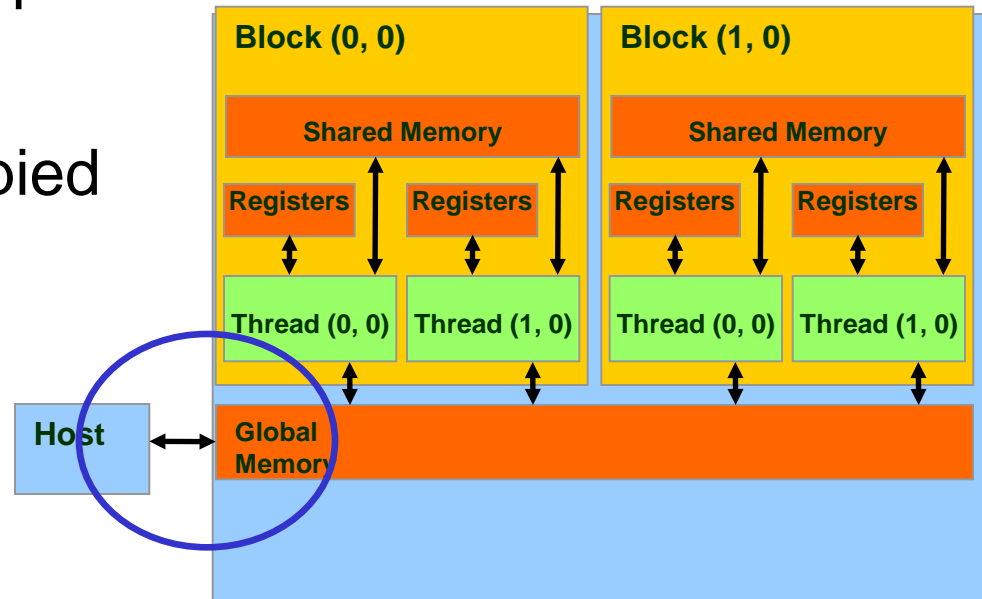 Block (0, 0)
Block (1, 0)
Shared Memory
Shared Memory
pied
Registers
Registers
Registers
Registers
Thread (0, 0)
Thread (1, 0)
Thread (0, 0)
Thread (1, 0)
Host
Global
Memory